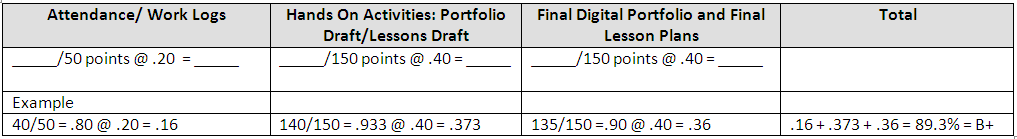 Attendance/ Work Logs
Hands On Activities: Portfolio
Draft/Lessons Draft
Final Digital Portfolio and Final
Lesson Plans
Total
_____/50 points @ .20 = _____
_____/150 points @ .40 = _____
_____/150 points @ .40 = _____
Example
40/50 = .80 @ .20 = .16
140/150 = .933 @ .40 = .373
135/150 =.90 @ .40 = .36
.16 + .373 + .36 = 89.3% = B+